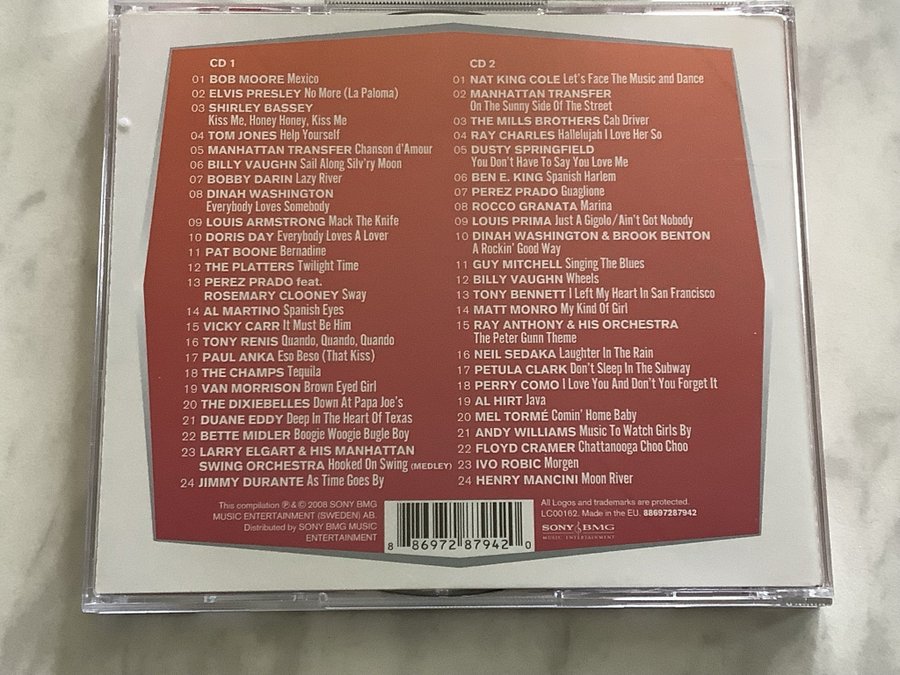 CD 1
01 BOB MOORE Mexico
02 ELVIS PRESLEY No More (La Paloma)
03 SHIRLEY BASSEY
Kiss Me, Honey Honey, Kiss Me
04 TOM JONES Help Yourself
05 MANHATTAN TRANSFER Chanson d'Amour
06 BILLY VAUGHN Sail Along Silv'ry Moon
07 BOBBY DARIN Lazy River
08 DINAH WASHINGTON
Everybody Loves Somebody
09 LOUIS ARMSTRONG Mack The Knife
10 DORIS DAY Everybody Loves A Lover
11 PAT BOONE Bernadine
12 THE PLATTERS Twilight Time
13 PEREZ PRADO feat.
ROSEMARY CLOONEY Sway
14 AL MARTINO Spanish Eyes
15 VICKY CARR It Must Be Him
16 TONY RENIS Quando, Quando, Quando
17 PAUL ANKA Eso Beso (That Kiss)
18 THE CHAMPS Tequila
19 VAN MORRISON Brown Eyed Girl
20 THE DIXIEBELLES Down At Papa Joe's
21 DUANE EDDY Deep In The Heart Of Texas
22 BETTE MIDLER Boogie Woogie Bugle Boy
23 LARRY ELGART & HIS MANHATTAN
SWING ORCHESTRA Hooked On Swing (MEDLEY)
24 JIMMY DURANTE As Time Goes By
CD 2
01 NAT KING COLE Let's Face The Music and Dance
02 MANHATTAN TRANSFER
On The Sunny Side Of The Street
03 THE MILLS BROTHERS Cab Driver
04 RAY CHARLES Hallelujah I Love Her So
05 DUSTY SPRINGFIELD
You Don't Have To Say You Love Me
06 BEN E. KING Spanish Harlem
07 PEREZ PRADO Guaglione
08 ROCCO GRANATA Marina
09 LOUIS PRIMA Just A Gigolo/Ain't Got Nobody
10 DINAH WASHINGTON & BROOK BENTON
A Rockin' Good Way
11 GUY MITCHELL Singing The Blues
12 BILLY VAUGHN Wheels
13 TONY BENNETT I Left My Heart In San Francisco
14 MATT MONRO My Kind Of Girl
15 RAY ANTHONY & HIS ORCHESTRA
The Peter Gunn Theme
16 NEIL SEDAKA Laughter In The Rain
17 PETULA CLARK Don't Sleep In The Subway
18 PERRY COMO I Love You And Don't You Forget It
19 AL HIRT Java
20 MEL TORMÉ Comin' Home Baby
21 ANDY WILLIAMS Music To Watch Girls By
22 FLOYD CRAMER Chattanooga Choo Choo
23 IVO ROBIC Morgen
24 HENRY MANCINI Moon River
This compilation ℗ & © 2008 SONY BMG
MUSIC ENTERTAINMENT (SWEDEN) AB.
Distributed by SONY BMG MUSIC
ENTERTAINMENT
8 86972 87942 0
All Logos and trademarks are protected.
LC00162. Made in the EU. 88697287942
SONY BMG
MUSIC ENTERTAINMENT